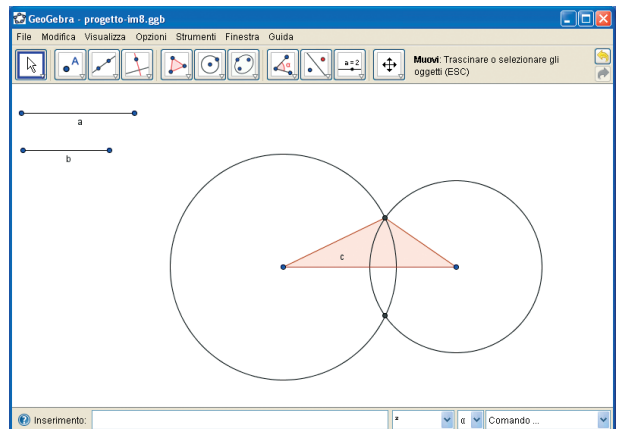 GeoGebra - progetto-im8.ggb
File Modifica Visualizza Opzioni Strumenti Finestra Guida
A
α
a = 2
Muovi: Trascinare o selezionare gli
oggetti (ESC)
a
b
c
Inserimento:
α
Comando ...